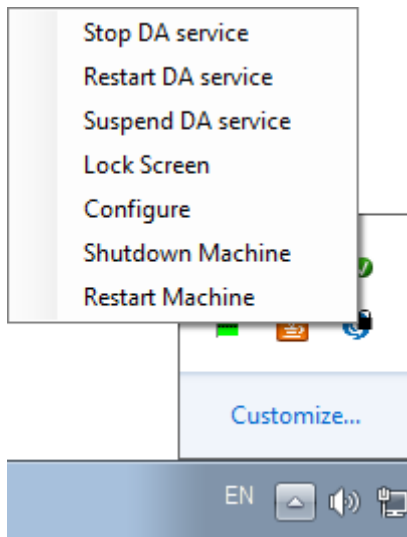 Stop DA service
Restart DA service
Suspend DA service
Lock Screen
Configure
Shutdown Machine
Restart Machine
Customize...
EN